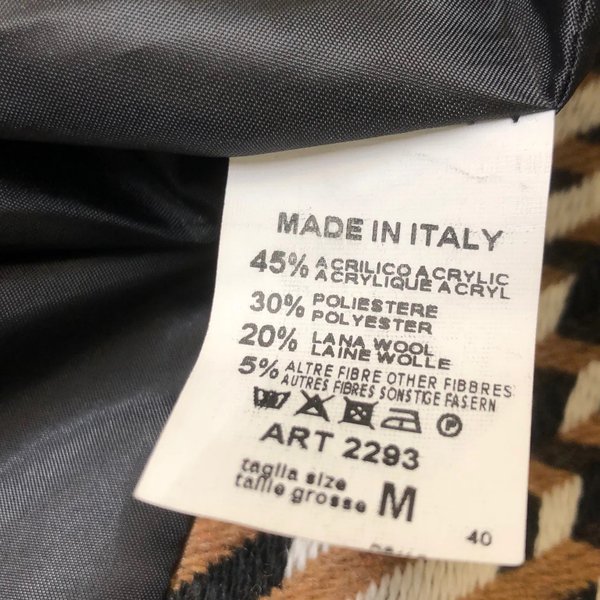 MADE IN ITALY
45% ACRILICO ACRYLIC
ACRYLIQUE ACRYL
30% POLIESTERE
POLYESTER
20% LANA WOOL
LAINE WOLLE
5% ALTRE FIBRE OTHER FIBBRES
AUTRES FIBRES SONSTIGE FASERN
P
ART 2293
taglia size
taille grosse M
40